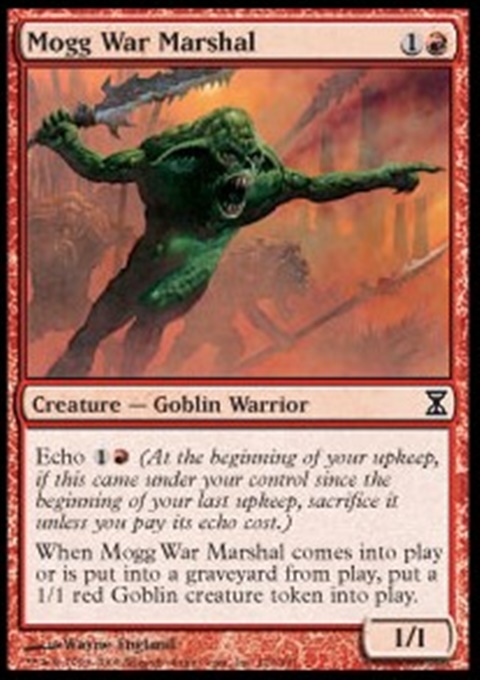 Mogg War Marshal 1
Creature — Goblin Warrior
Echo 1 (At the beginning of your upkeep,
if this came under your control since the
beginning of your last upkeep, sacrifice it
unless you pay its echo cost.)
When Mogg War Marshal comes into play
or is put into a graveyard from play, put a
1/1 red Goblin creature token into play.
Wayne England
1/1